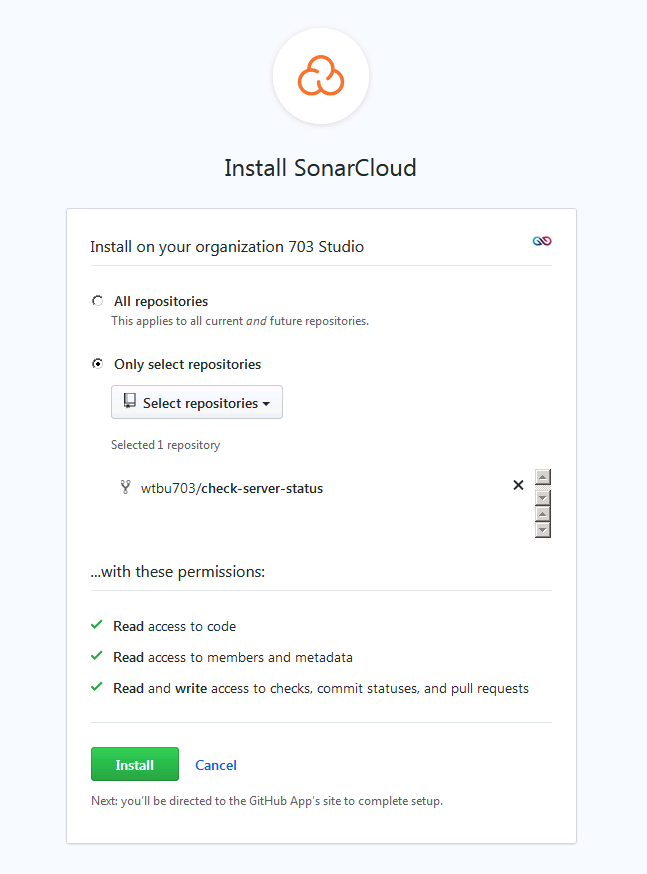 Install SonarCloud
Install on your organization 703 Studio
All repositories
This applies to all current and future repositories.
Only select repositories
Select repositories
Selected 1 repository
wtbu703/check-server-status
...with these permissions:
Read access to code
Read access to members and metadata
Read and write access to checks, commit statuses, and pull requests
Install Cancel
Next: you'll be directed to the GitHub App's site to complete setup.